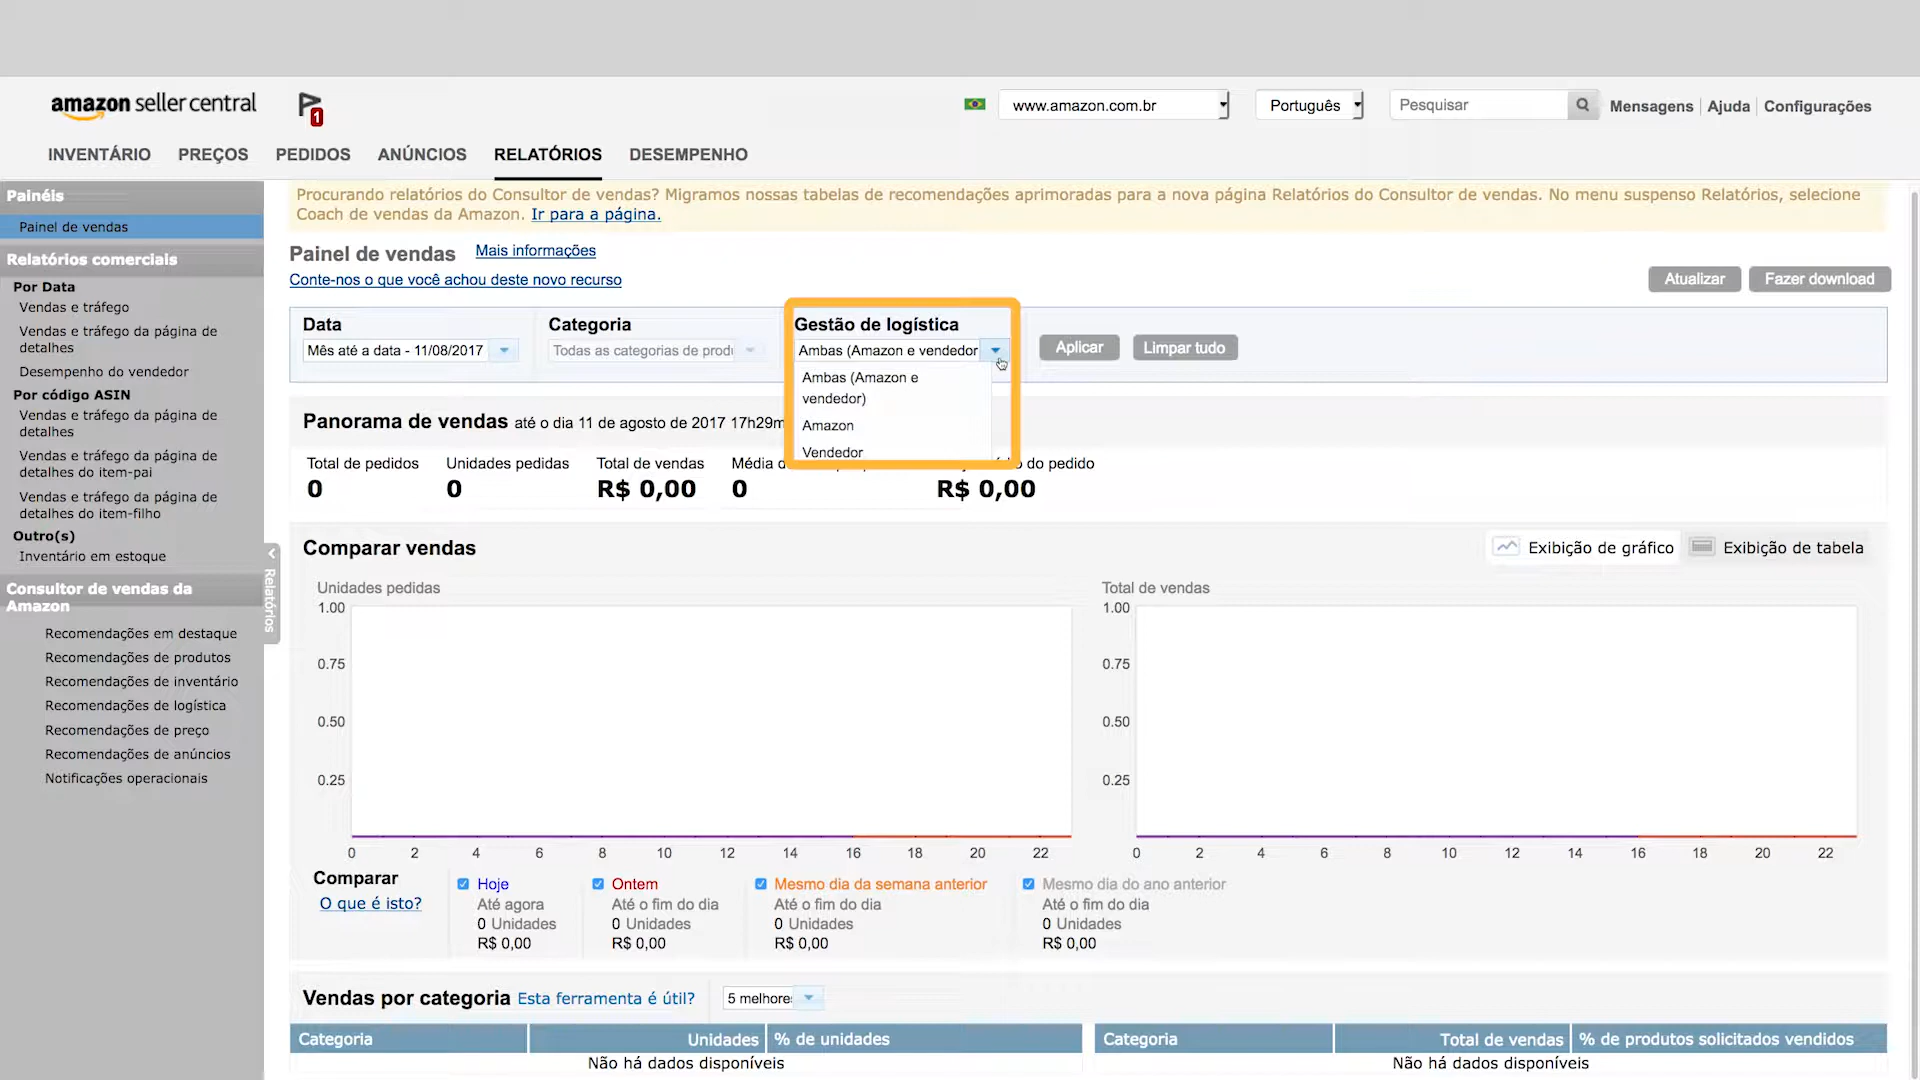 amazon seller central
1
www.amazon.com.br
Português
Pesquisar
Mensagens
Ajuda
Configurações
INVENTÁRIO
PREÇOS
PEDIDOS
ANÚNCIOS
RELATÓRIOS
DESEMPENHO
Painéis
Painel de vendas
Relatórios comerciais
Por Data
Vendas e tráfego
Vendas e tráfego da página de
detalhes
Desempenho do vendedor
Por código ASIN
Vendas e tráfego da página de
detalhes
Vendas e tráfego da página de
detalhes do item-pai
Vendas e tráfego da página de
detalhes do item-filho
Outro(s)
Inventário em estoque
Consultor de vendas da
Amazon
Recomendações em destaque
Recomendações de produtos
Recomendações de inventário
Recomendações de logística
Recomendações de preço
Recomendações de anúncios
Notificações operacionais
Relatórios
Procurando relatórios do Consultor de vendas? Migramos nossas tabelas de recomendações aprimoradas para a nova página Relatórios do Consultor de vendas. No menu suspenso Relatórios, selecione
Coach de vendas da Amazon. Ir para a página.
Painel de vendas
Mais informações
Conte-nos o que você achou deste novo recurso
Atualizar
Fazer download
Data
Mês até a data - 11/08/2017
Categoria
Todas as categorias de
Gestão de logística
Ambas (Amazon e vendedor
Ambas (Amazon e
vendedor)
Amazon
Vendedor
Aplicar
Limpar tudo
Panorama de vendas até o dia 11 de agosto de 2017 17h29m
Total de pedidos
0
Unidades pedidas
0
Total de vendas
R$ 0,00
Média
0
do pedido
R$ 0,00
Comparar vendas
Exibição de gráfico
Exibição de tabela
Unidades pedidas
1.00
0.75
0.50
0.25
0 2 4 6 8 10 12 14 16 18 20 22
Total de vendas
1.00
0.75
0.50
0.25
0 2 4 6 8 10 12 14 16 18 20 22
Comparar
O que é isto?
Hoje
Até agora
0 Unidades
R$ 0,00
Ontem
Até o fim do dia
0 Unidades
R$ 0,00
Mesmo dia da semana anterior
Até o fim do dia
0 Unidades
R$ 0,00
Mesmo dia do ano anterior
Até o fim do dia
0 Unidades
R$ 0,00
Vendas por categoria Esta ferramenta é útil?
5 melhores
Categoria Unidades % de unidades
Não há dados disponíveis
Categoria Total de vendas % de produtos solicitados vendidos
Não há dados disponíveis